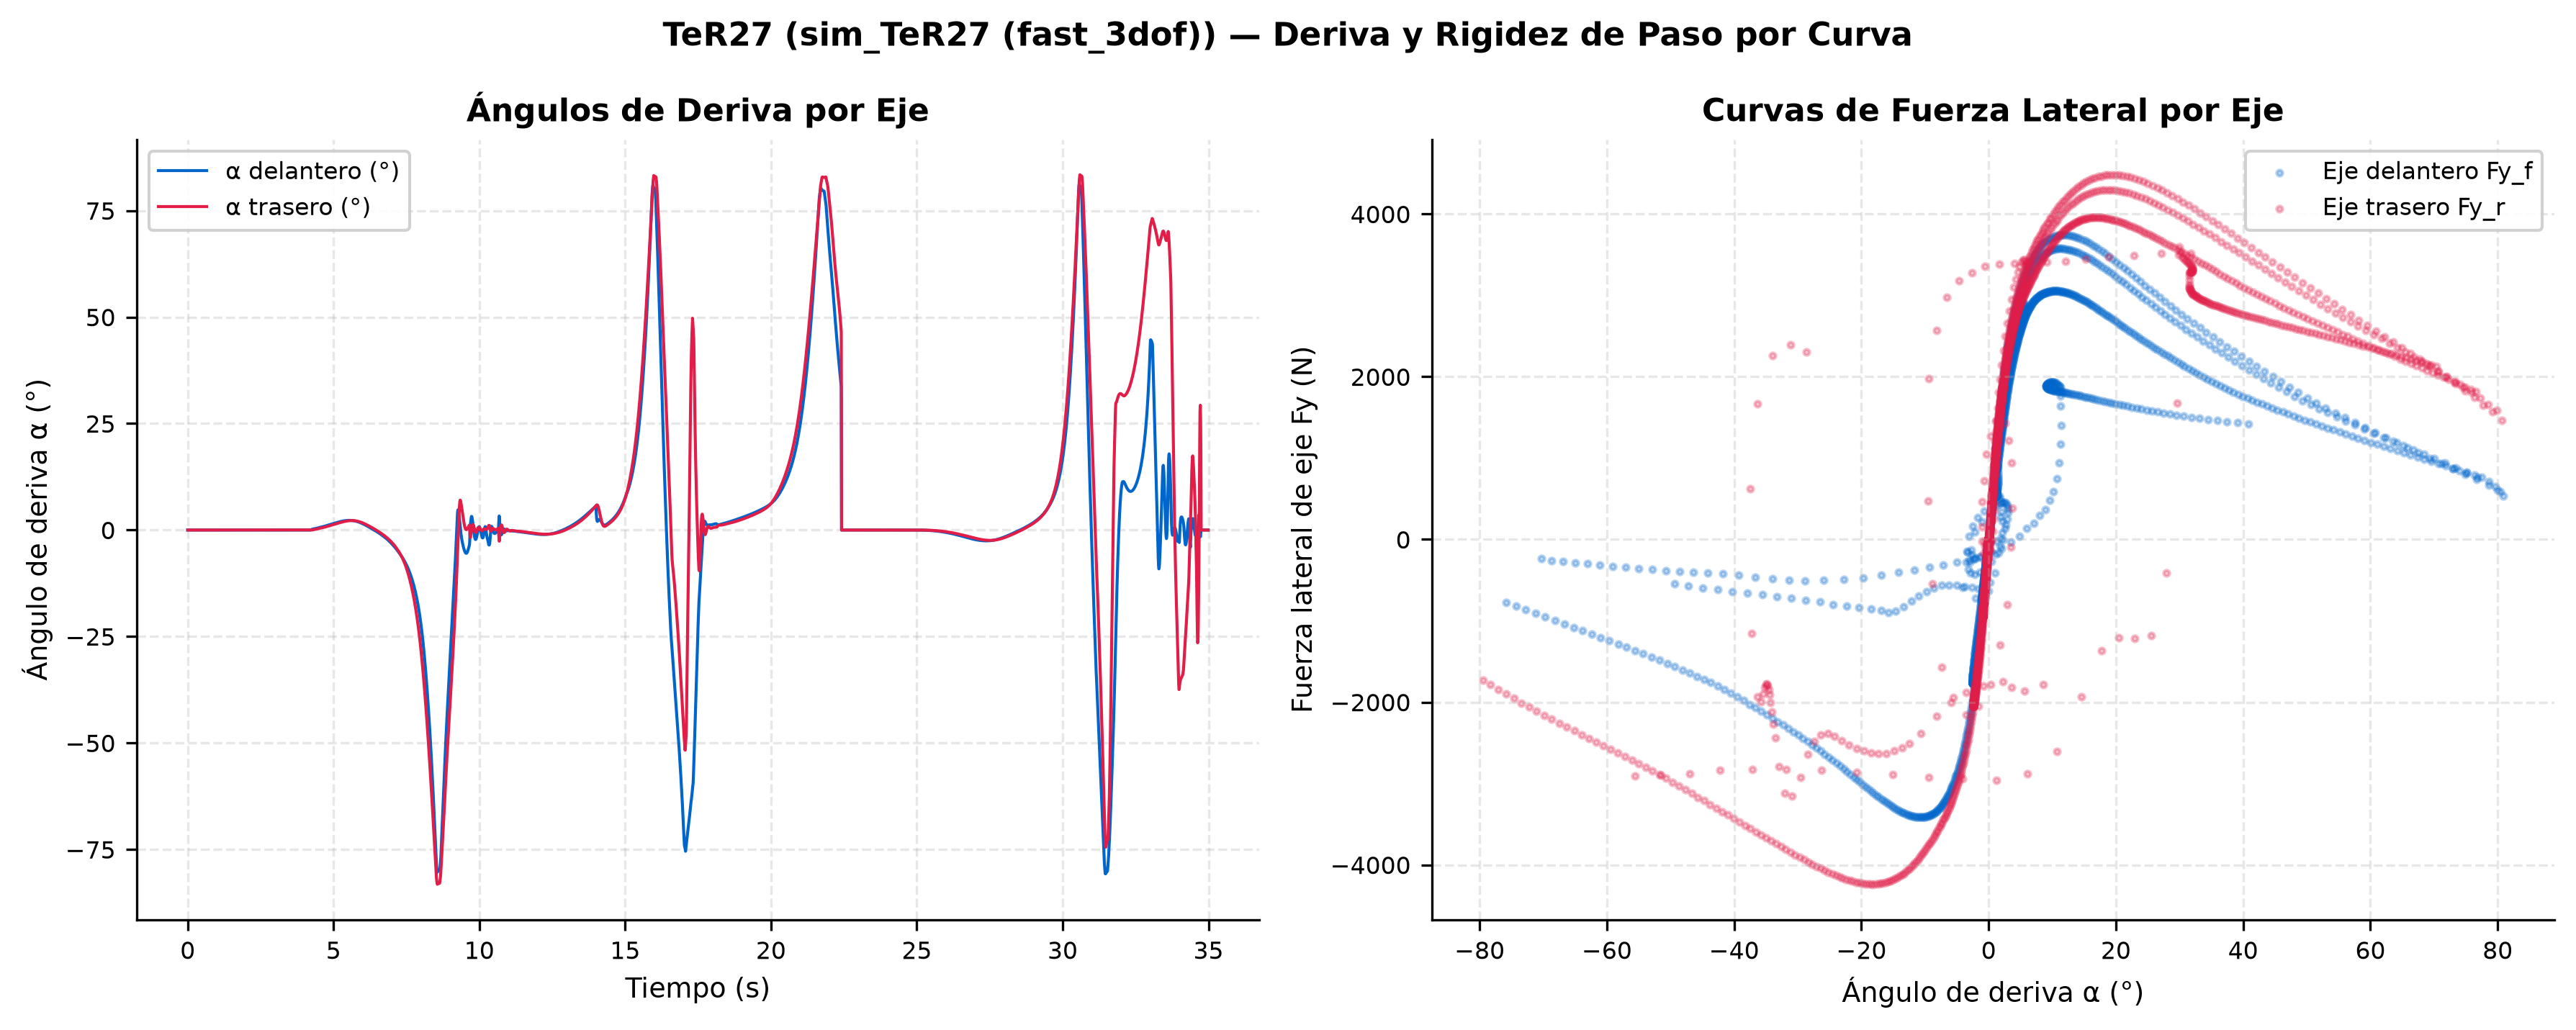 TeR27 (sim_TeR27 (fast_3dof)) — Deriva y Rigidez de Paso por Curva
Ángulos de Deriva por Eje
α delantero (°)
α trasero (°)
Ángulo de deriva α (°)
75
50
25
0
−25
−50
−75
0 5 10 15 20 25 30 35
Tiempo (s)
Curvas de Fuerza Lateral por Eje
Eje delantero Fy_f
Eje trasero Fy_r
Fuerza lateral de eje Fy (N)
4000
2000
0
−2000
−4000
−80 −60 −40 −20 0 20 40 60 80
Ángulo de deriva α (°)